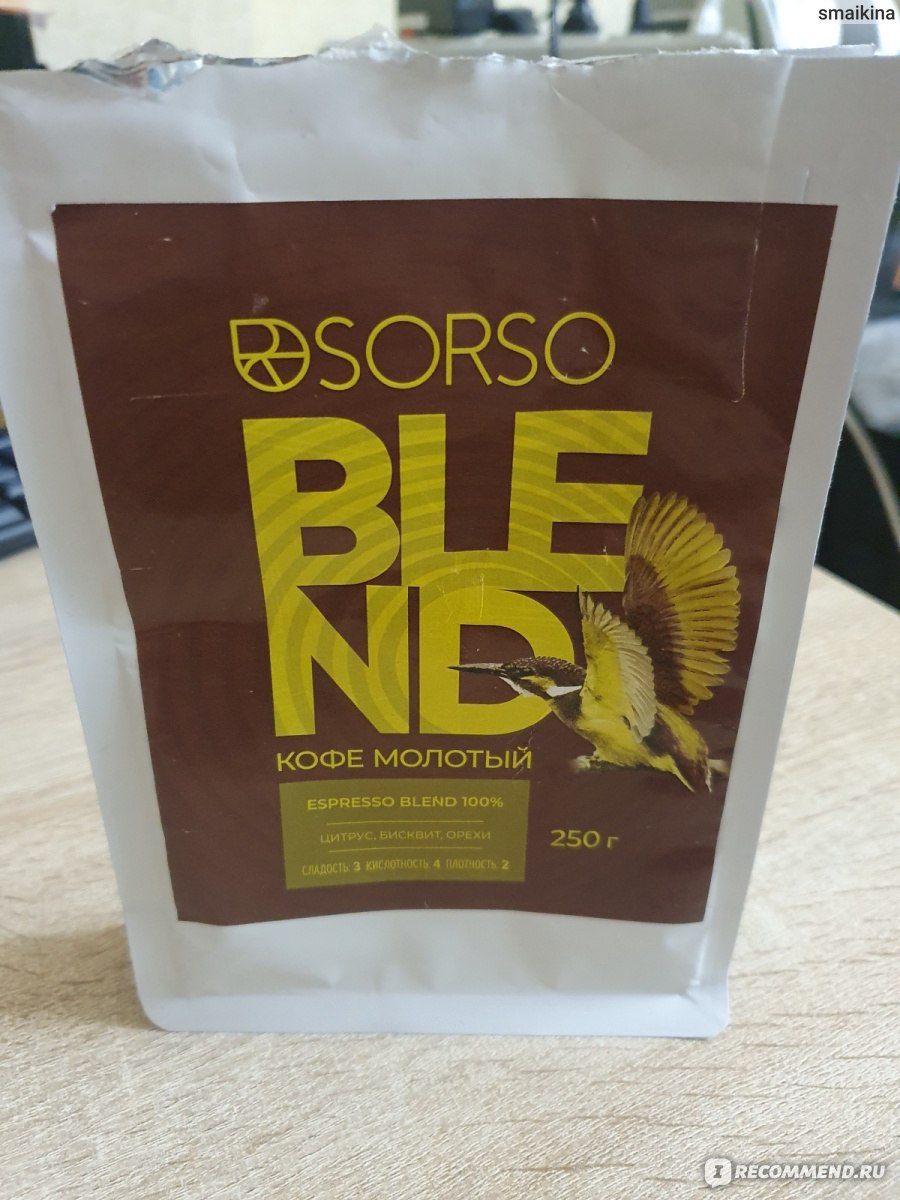 smaikina
SORSO
BLE
ND
КОФЕ МОЛОТЫЙ
ESPRESSO BLEND 100%
ЦИТРУС, БИСКВИТ, ОРЕХИ
250 г
СЛАДОСТЬ: 3 КИСЛОТНОСТЬ: 4 ПЛОТНОСТЬ: 2
I RECOMMEND.RU